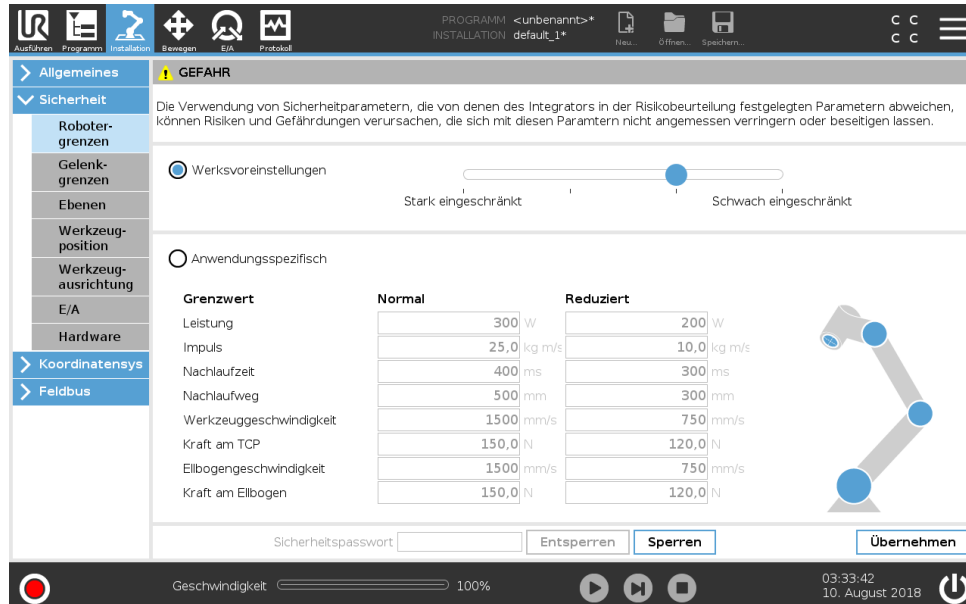 PROGRAMM <unbenannt>*
INSTALLATION default_1*
Ausführen Programm Installation Bewegen E/A Protokoll Neu... Öffnen... Speichern...
C C
C C
Allgemeines
Sicherheit
Roboter-
grenzen
Gelenk-
grenzen
Ebenen
Werkzeug-
position
Werkzeug-
ausrichtung
E/A
Hardware
Koordinatensys
Feldbus
GEFAHR
Die Verwendung von Sicherheitparametern, die von denen des Integrators in der Risikobeurteilung festgelegten Parametern abweichen,
können Risiken und Gefährdungen verursachen, die sich mit diesen Paramtern nicht angemessen verringern oder beseitigen lassen.
Werksvoreinstellungen
Stark eingeschränkt Schwach eingeschränkt
Anwendungsspezifisch
Grenzwert Normal Reduziert
Leistung 300 W 200 W
Impuls 25,0 kg m/s 10,0 kg m/s
Nachlaufzeit 400 ms 300 ms
Nachlaufweg 500 mm 300 mm
Werkzeuggeschwindigkeit 1500 mm/s 750 mm/s
Kraft am TCP 150,0 N 120,0 N
Ellbogengeschwindigkeit 1500 mm/s 750 mm/s
Kraft am Ellbogen 150,0 N 120,0 N
Sicherheitspasswort Entsperren Sperren Übernehmen
Geschwindigkeit 100%
03:33:42
10. August 2018